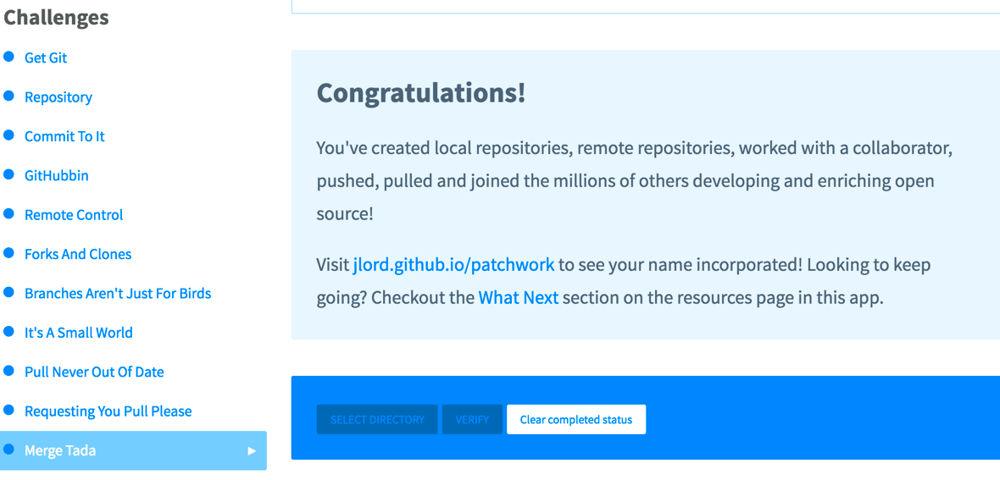 Challenges
Get Git
Repository
Commit To It
GitHubbin
Remote Control
Forks And Clones
Branches Aren't Just For Birds
It's A Small World
Pull Never Out Of Date
Requesting You Pull Please
Merge Tada
Congratulations!
You've created local repositories, remote repositories, worked with a collaborator,
pushed, pulled and joined the millions of others developing and enriching open
source!
Visit jlord.github.io/patchwork to see your name incorporated! Looking to keep
going? Checkout the What Next section on the resources page in this app.
SELECT DIRECTORY VERIFY Clear completed status